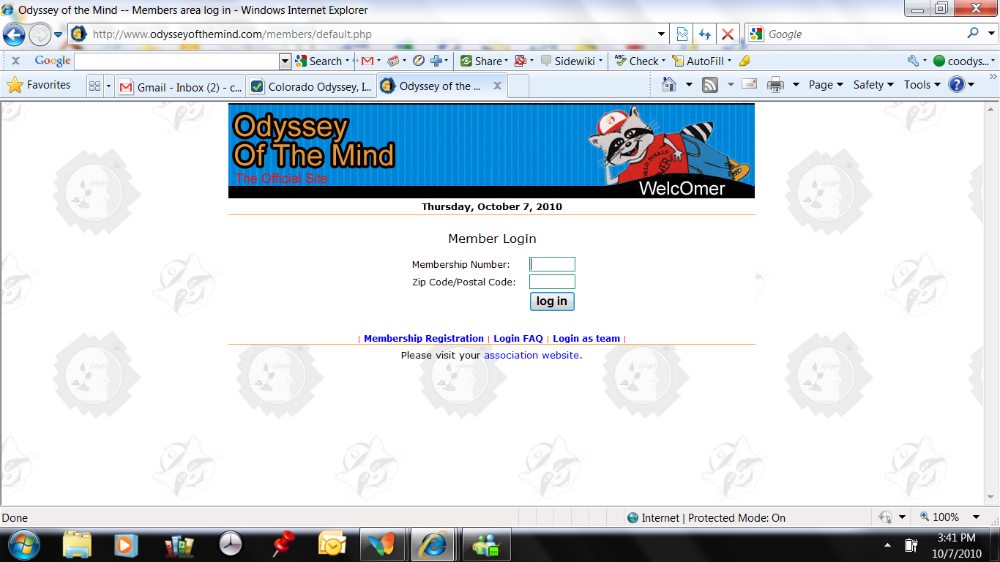 Odyssey of the Mind -- Members area log in - Windows Internet Explorer
http://www.odysseyofthemind.com/members/default.php
Google
Google Search Share Sidewiki ABC Check AutoFill coodys...
Favorites Gmail - Inbox (2) - c... Colorado Odyssey, I... Odyssey of the ... Page Safety Tools
Odyssey
Of The Mind
The Official Site
WORLD FINALS
OMER
WelcOmer
Thursday, October 7, 2010
Member Login
Membership Number:
Zip Code/Postal Code:
log in
| Membership Registration | Login FAQ | Login as team |
Please visit your association website.
Done Internet | Protected Mode: On 100%
3:41 PM
10/7/2010